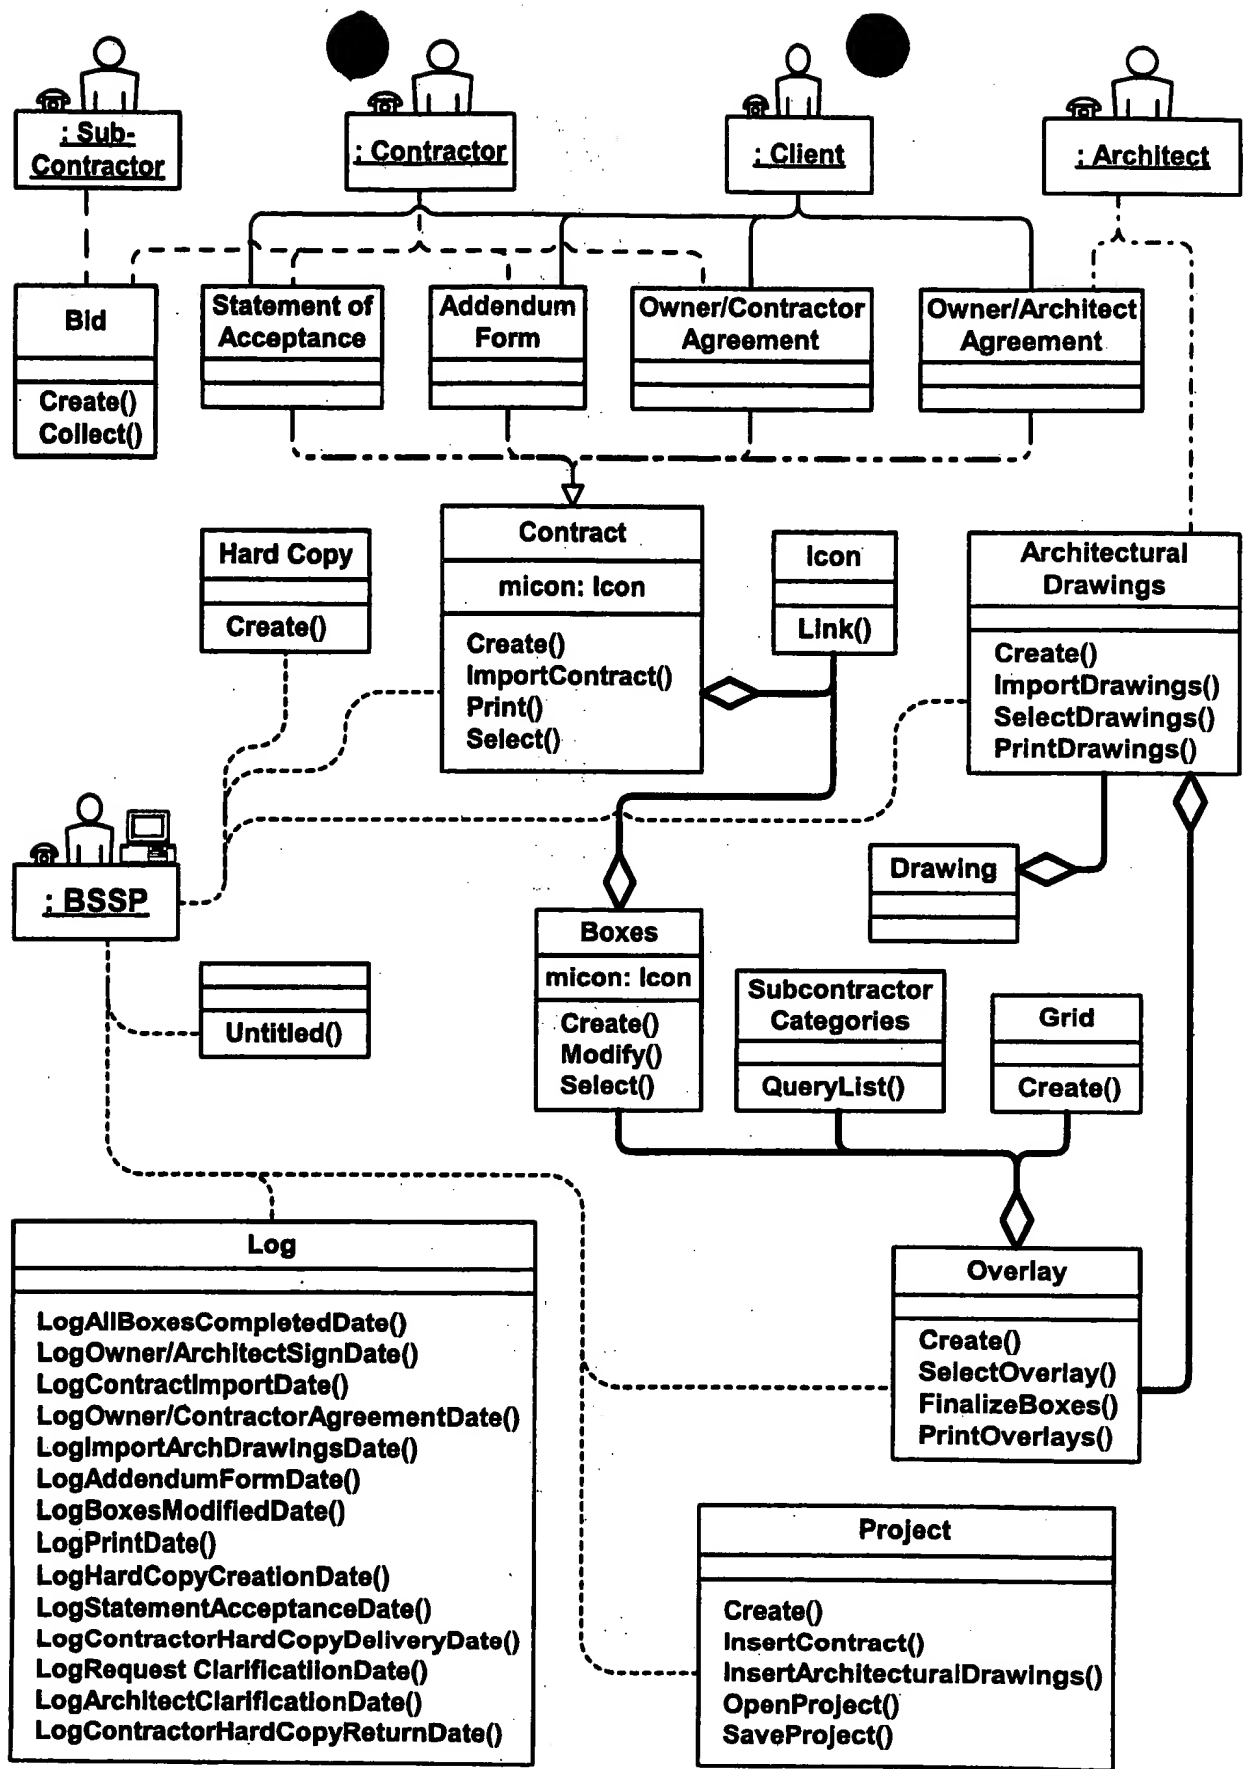 : Sub-
Contractor
: Contractor
: Client
: Architect
Bid
Create()
Collect()
Statement of
Acceptance
Addendum
Form
Owner/Contractor
Agreement
Owner/Architect
Agreement
Hard Copy
Create()
Contract
micon: Icon
Create()
ImportContract()
Print()
Select()
Icon
Link()
Architectural
Drawings
Create()
ImportDrawings()
SelectDrawings()
PrintDrawings()
: BSSP
Drawing
Untitled()
Boxes
micon: Icon
Create()
Modify()
Select()
Subcontractor
Categories
QueryList()
Grid
Create()
Log
LogAllBoxesCompletedDate()
LogOwner/ArchitectSignDate()
LogContractImportDate()
LogOwner/ContractorAgreementDate()
LogImportArchDrawingsDate()
LogAddendumFormDate()
LogBoxesModifiedDate()
LogPrintDate()
LogHardCopyCreationDate()
LogStatementAcceptanceDate()
LogContractorHardCopyDeliveryDate()
LogRequest ClarificatiionDate()
LogArchitectClarificationDate()
LogContractorHardCopyReturnDate()
Overlay
Create()
SelectOverlay()
FinalizeBoxes()
PrintOverlays()
Project
Create()
InsertContract()
InsertArchitecturalDrawings()
OpenProject()
SaveProject()